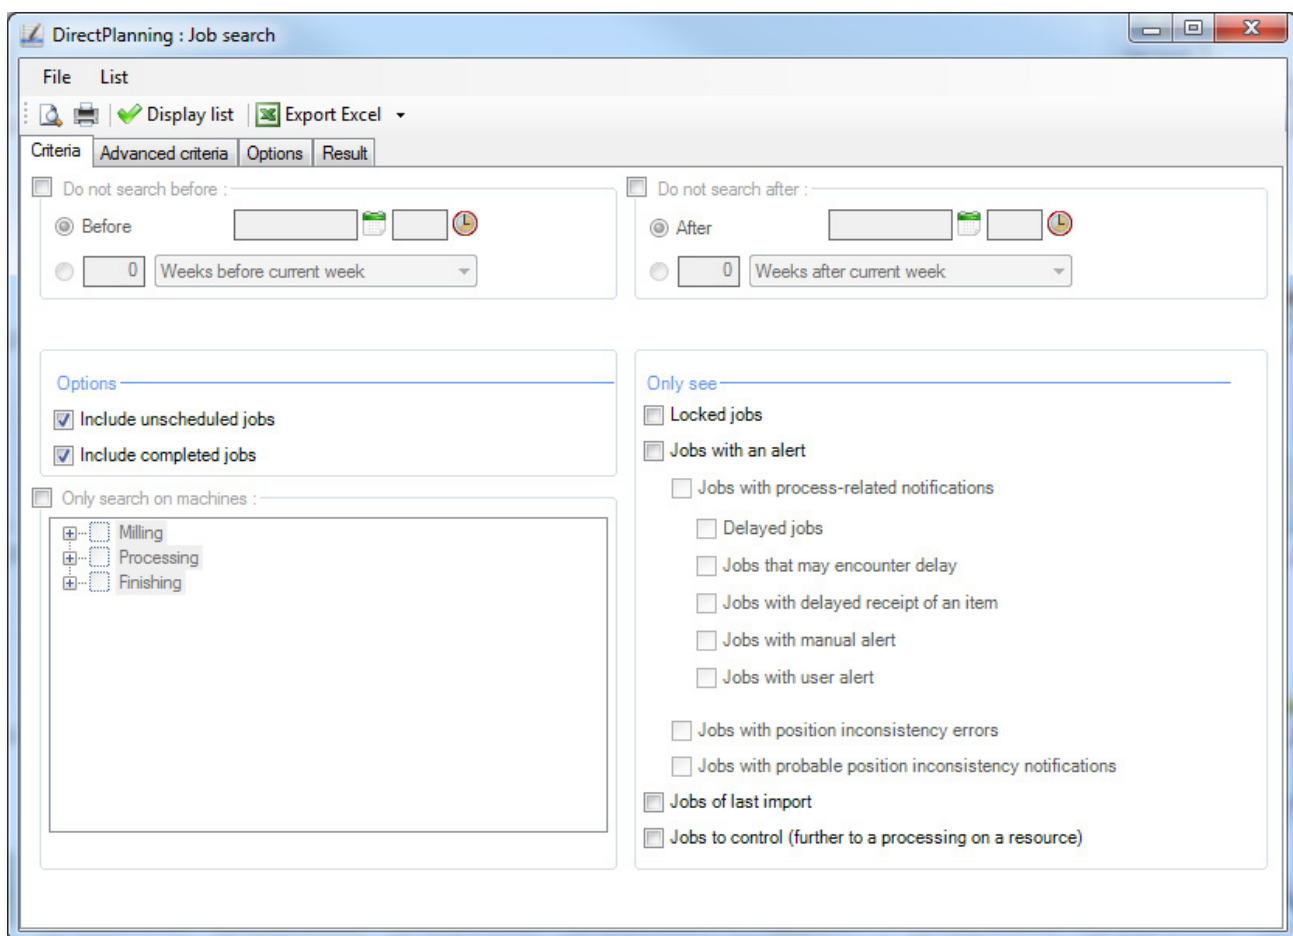 DirectPlanning : Job search
File List
Display list Export Excel
Criteria Advanced criteria Options Result
Do not search before :
Before
0 Weeks before current week
Do not search after :
After
0 Weeks after current week
Options
Include unscheduled jobs
Include completed jobs
Only search on machines :
Milling
Processing
Finishing
Only see
Locked jobs
Jobs with an alert
Jobs with process-related notifications
Delayed jobs
Jobs that may encounter delay
Jobs with delayed receipt of an item
Jobs with manual alert
Jobs with user alert
Jobs with position inconsistency errors
Jobs with probable position inconsistency notifications
Jobs of last import
Jobs to control (further to a processing on a resource)